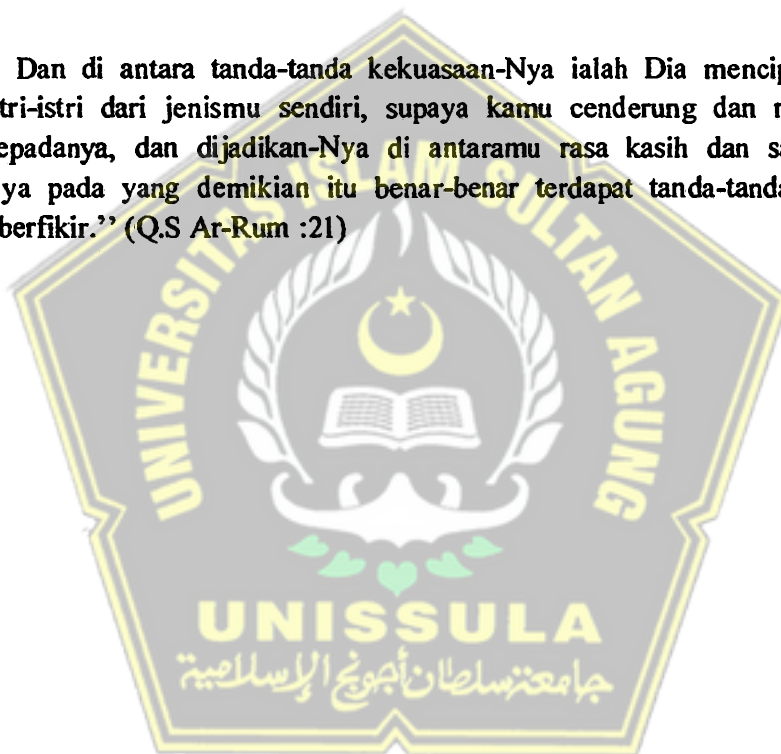 Dan di antara tanda-tanda kekuasaan-Nya ialah Dia mencip
tri-istri dari jenismu sendiri, supaya kamu cenderung dan
epadanya, dan dijadikan-Nya di antaramu rasa kasih dan sa
ya pada yang demikian itu benar-benar terdapat tanda-tanda
berfikir.’’ (Q.S Ar-Rum :21)
UNIVERSITAS ISLAM SULTAN AGUNG
UNISSULA
جامعة سلطان أجونج الإسلامية